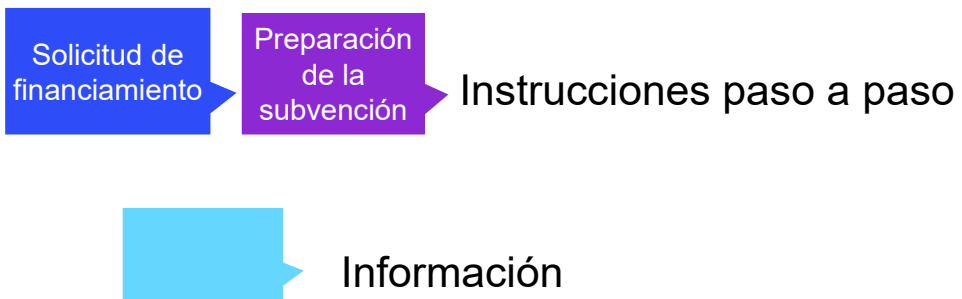 Solicitud de
financiamiento
Preparación
de la
subvención
Instrucciones paso a paso
Información